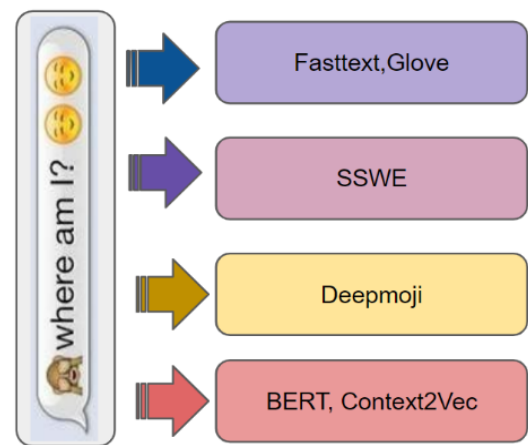 🙈where am I? 😊😊
Fasttext,Glove
SSWE
Deepmoji
BERT, Context2Vec